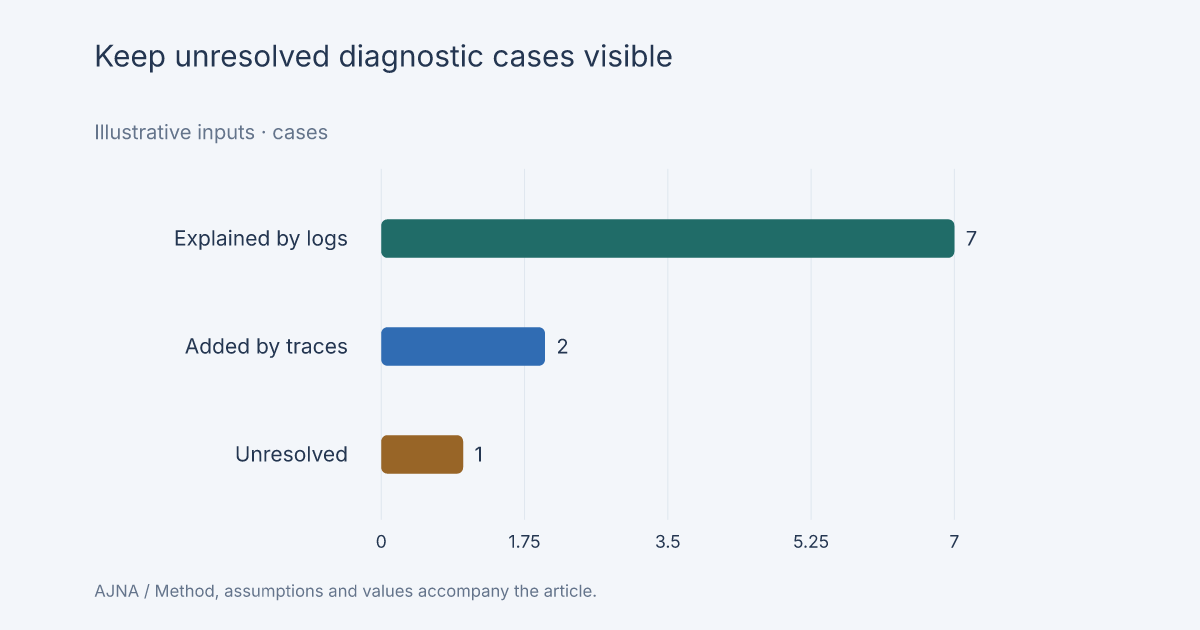 Keep unresolved diagnostic cases visible
Illustrative inputs · cases
Explained by logs
7
Added by traces
2
Unresolved
1
0 1.75 3.5 5.25 7
AJNA / Method, assumptions and values accompany the article.